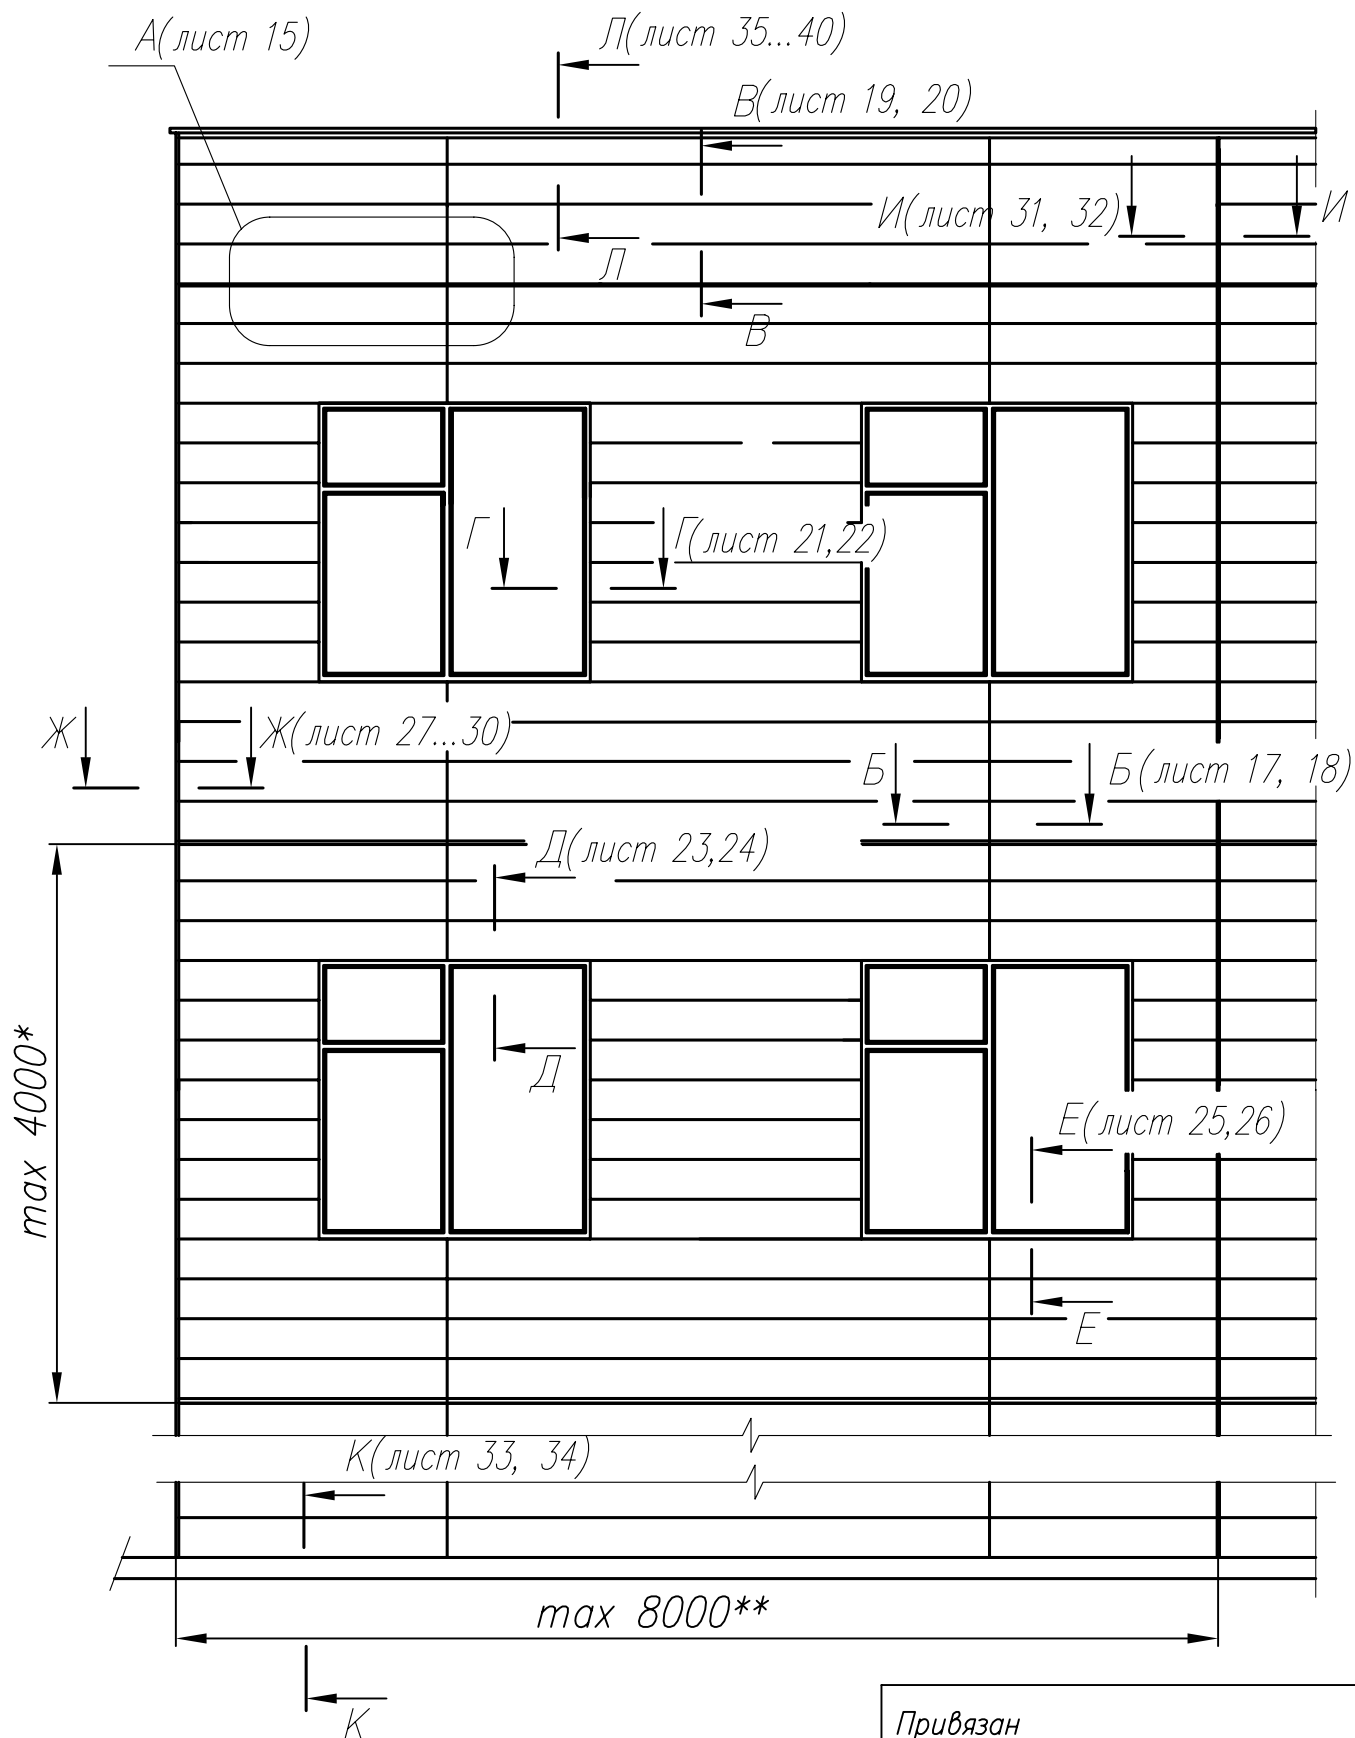 А(лист 15)
Л(лист 35...40)
В(лист 19, 20)
И(лист 31, 32)
И
Л
В
Г
Г(лист 21,22)
Ж
Ж(лист 27...30)
Б
Б(лист 17, 18)
Д(лист 23,24)
max 4000*
Д
Е(лист 25,26)
Е
К(лист 33, 34)
max 8000**
К
Привязан